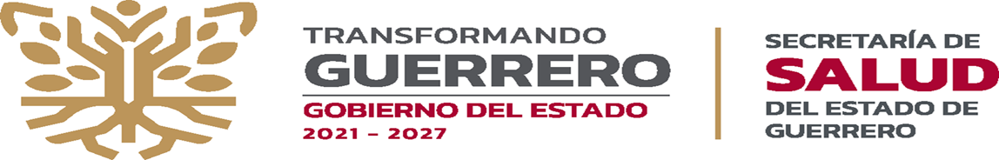 TRANSFORMANDO
GUERRERO
GOBIERNO DEL ESTADO
2021 - 2027
SECRETARÍA DE
SALUD
DEL ESTADO DE
GUERRERO